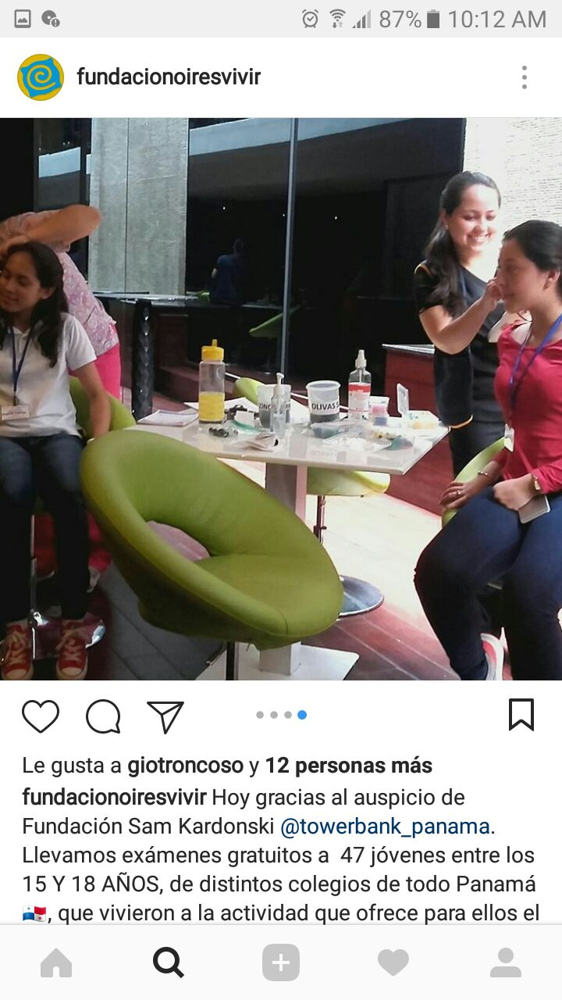 87% 10:12 AM
fundacionoiresvivir
OLIVAS
Le gusta a giotroncoso y 12 personas más
fundacionoiresvivir Hoy gracias al auspicio de
Fundación Sam Kardonski @towerbank_panama.
Llevamos exámenes gratuitos a 47 jóvenes entre los
15 Y 18 AÑOS, de distintos colegios de todo Panamá
🇵🇦, que vivieron a la actividad que ofrece para ellos el